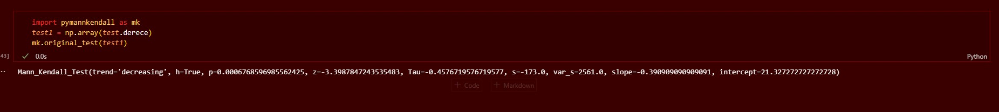 import pymannkendall as mk
test1 = np.array(test.derece)
mk.original_test(test1)
43]
0.0s
Python
Mann_Kendall_Test(trend='decreasing', h=True, p=0.0006768596985562425, z=-3.3987847243535483, Tau=-0.4576719576719577, s=-173.0, var_s=2561.0, slope=-0.390909090909091, intercept=21.327272727272728)
+ Code + Markdown